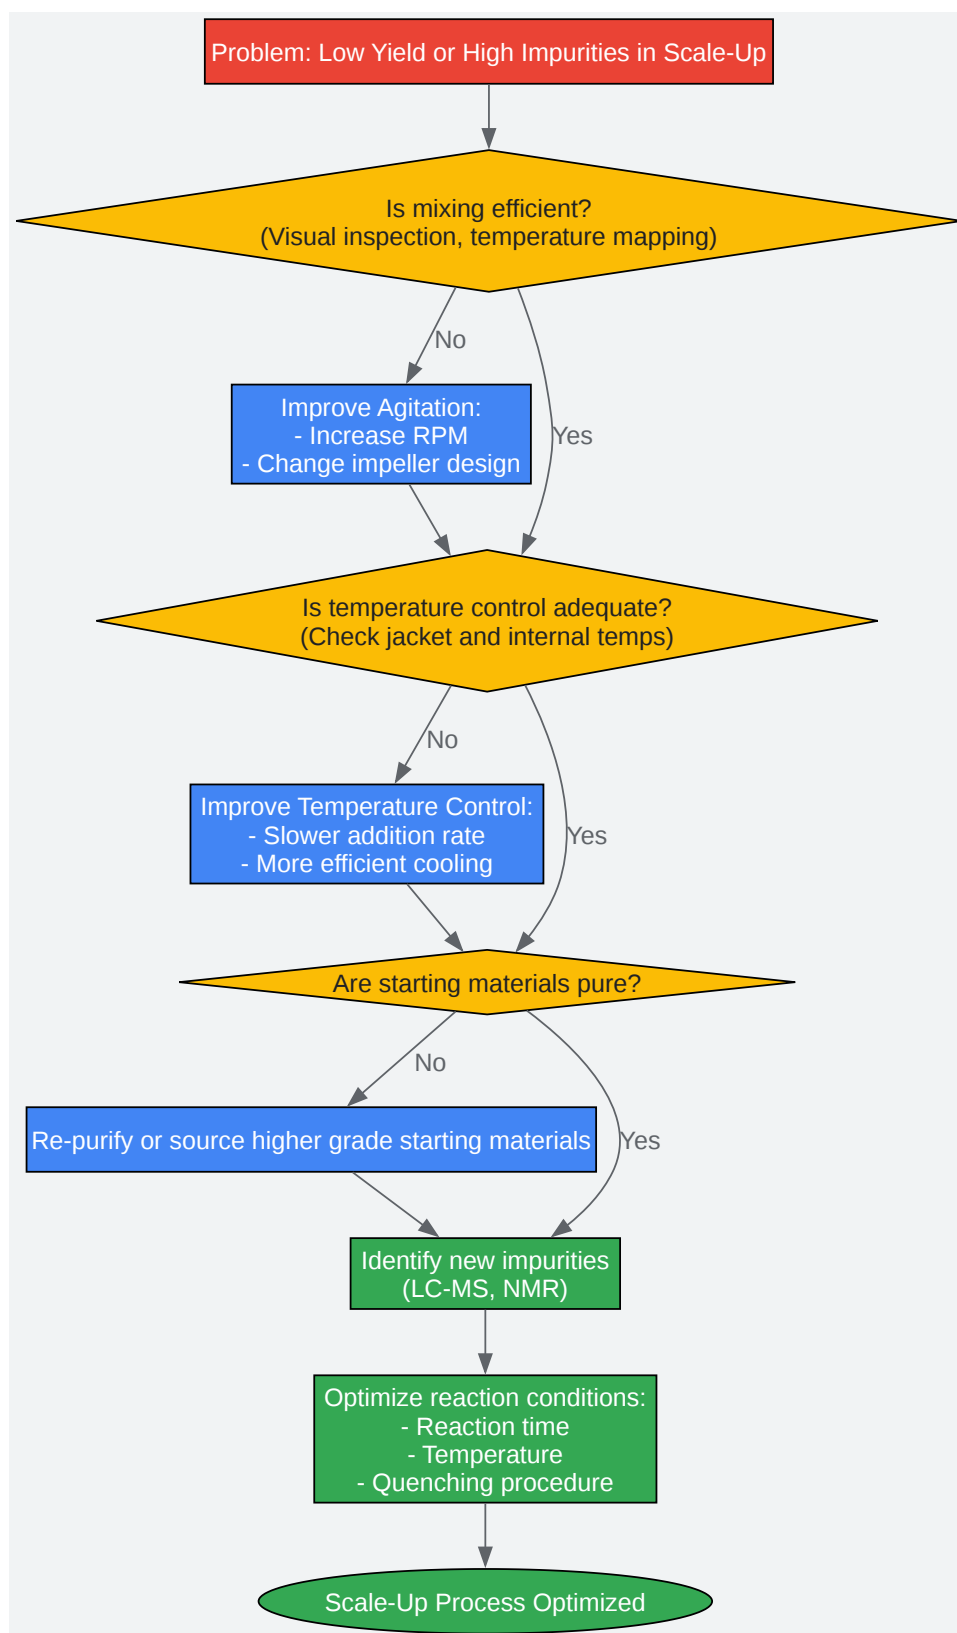 Problem: Low Yield or High Impurities in Scale-Up
Is mixing efficient?
(Visual inspection, temperature mapping)
No
Yes
Improve Agitation:
- Increase RPM
- Change impeller design
Is temperature control adequate?
(Check jacket and internal temps)
No
Yes
Improve Temperature Control:
- Slower addition rate
- More efficient cooling
Are starting materials pure?
No
Yes
Re-purify or source higher grade starting materials
Identify new impurities
(LC-MS, NMR)
Optimize reaction conditions:
- Reaction time
- Temperature
- Quenching procedure
Scale-Up Process Optimized